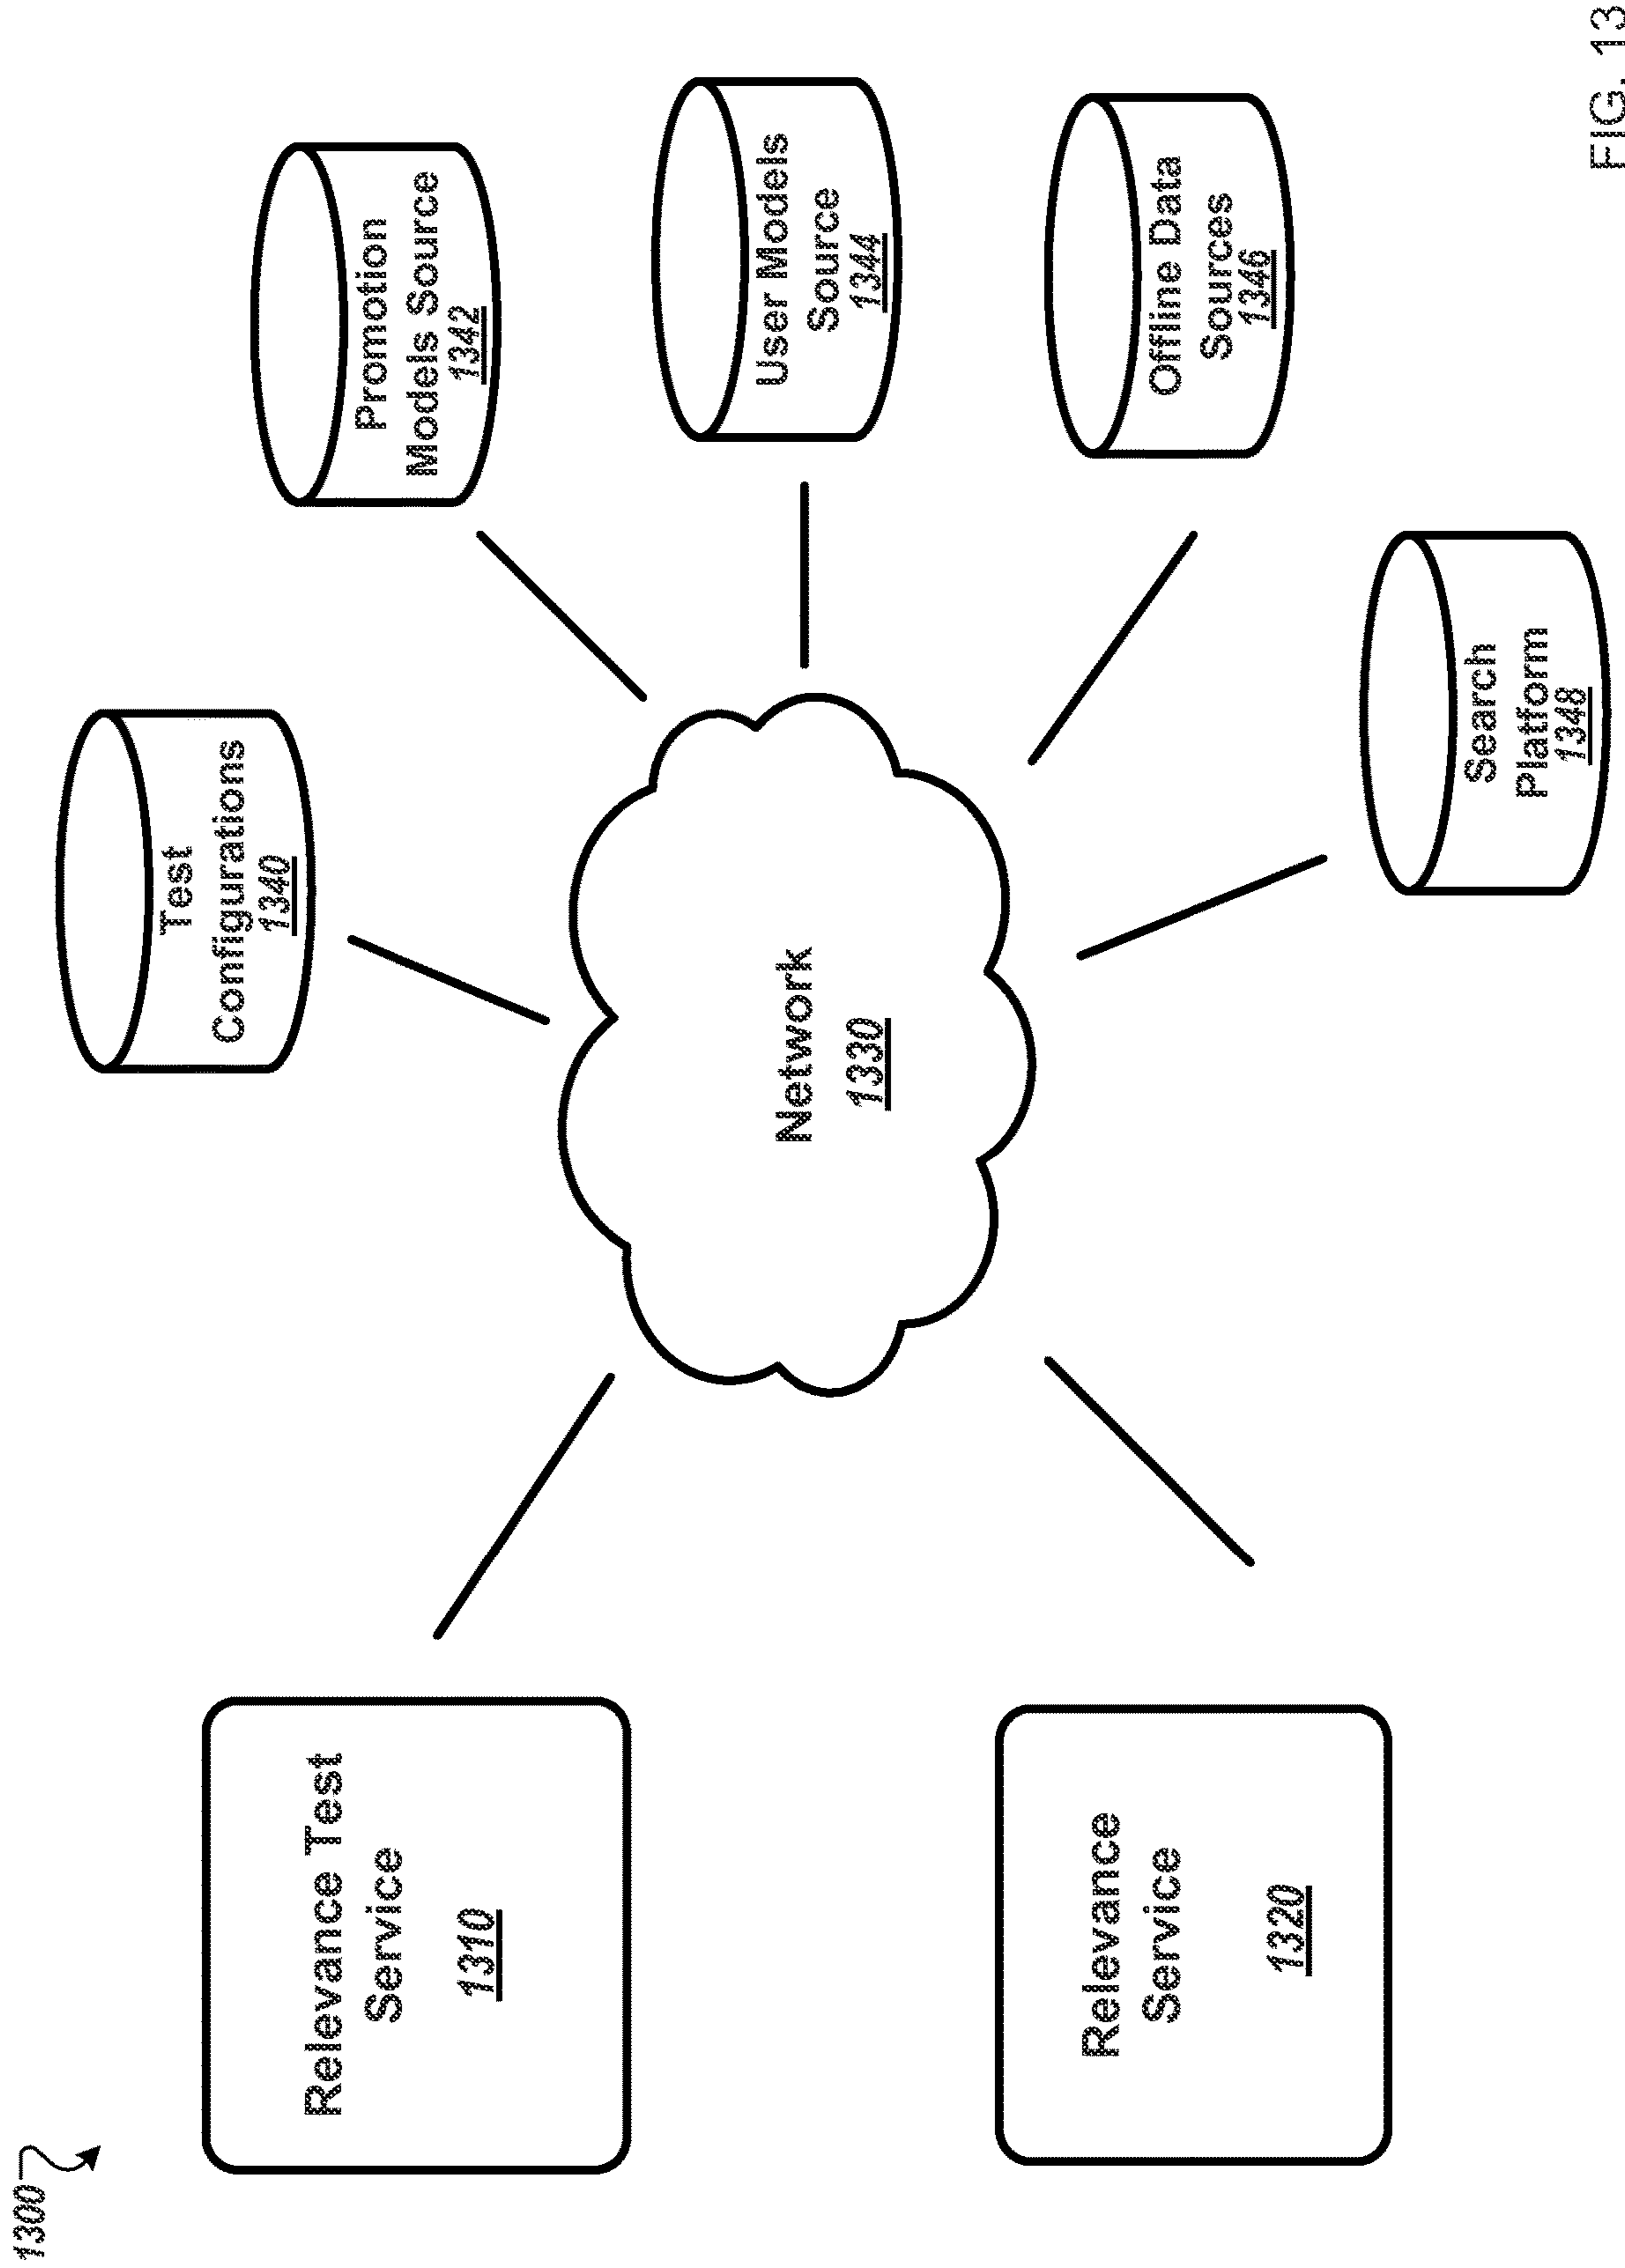 1300
Relevance Test
Service
1310
Relevance
Service
1320
Network
1330
Test
Configurations
1340
Promotion
Models Source
1342
User Models
Source
1344
Offline Data
Sources
1346
Search
Platform
1348
FIG. 13